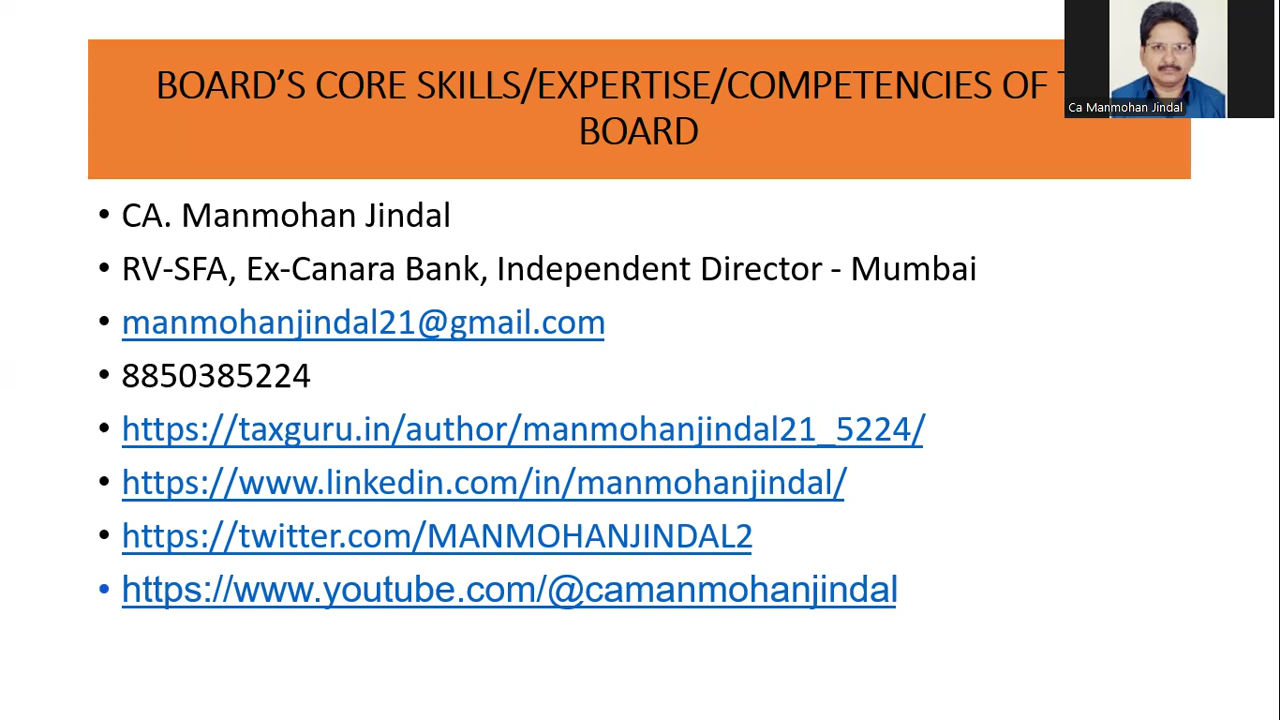 BOARD'S CORE SKILLS/EXPERTISE/COMPETENCIES OF
BOARD
Ca Manmohan Jindal
• CA. Manmohan Jindal
• RV-SFA, Ex-Canara Bank, Independent Director - Mumbai
• manmohanjindal21@gmail.com
• 8850385224
• https://taxguru.in/author/manmohanjindal21_5224/
• https://www.linkedin.com/in/manmohanjindal/
• https://twitter.com/MANMOHANJINDAL2
• https://www.youtube.com/@camanmohanjindal